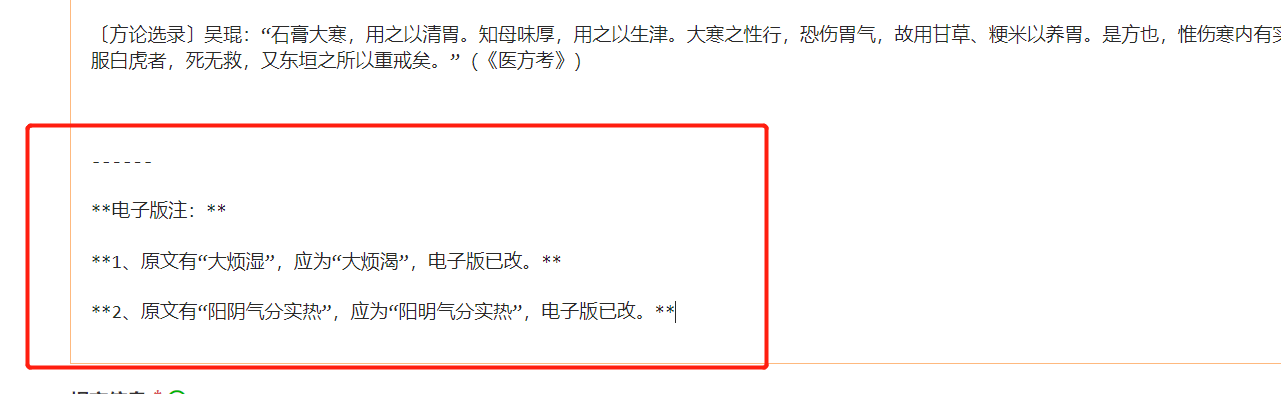 〔方论选录〕吴琨：“石膏大寒，用之以清胃。知母味厚，用之以生津。大寒之性行，恐伤胃气，故用甘草、粳米以养胃。是方也，惟伤寒内有实
服白虎者，死无救，又东垣之所以重戒矣。”（《医方考》）
------
**电子版注：**
**1、原文有“大烦湿”，应为“大烦渴”，电子版已改。**
**2、原文有“阳阴气分实热”，应为“阳明气分实热”，电子版已改。**